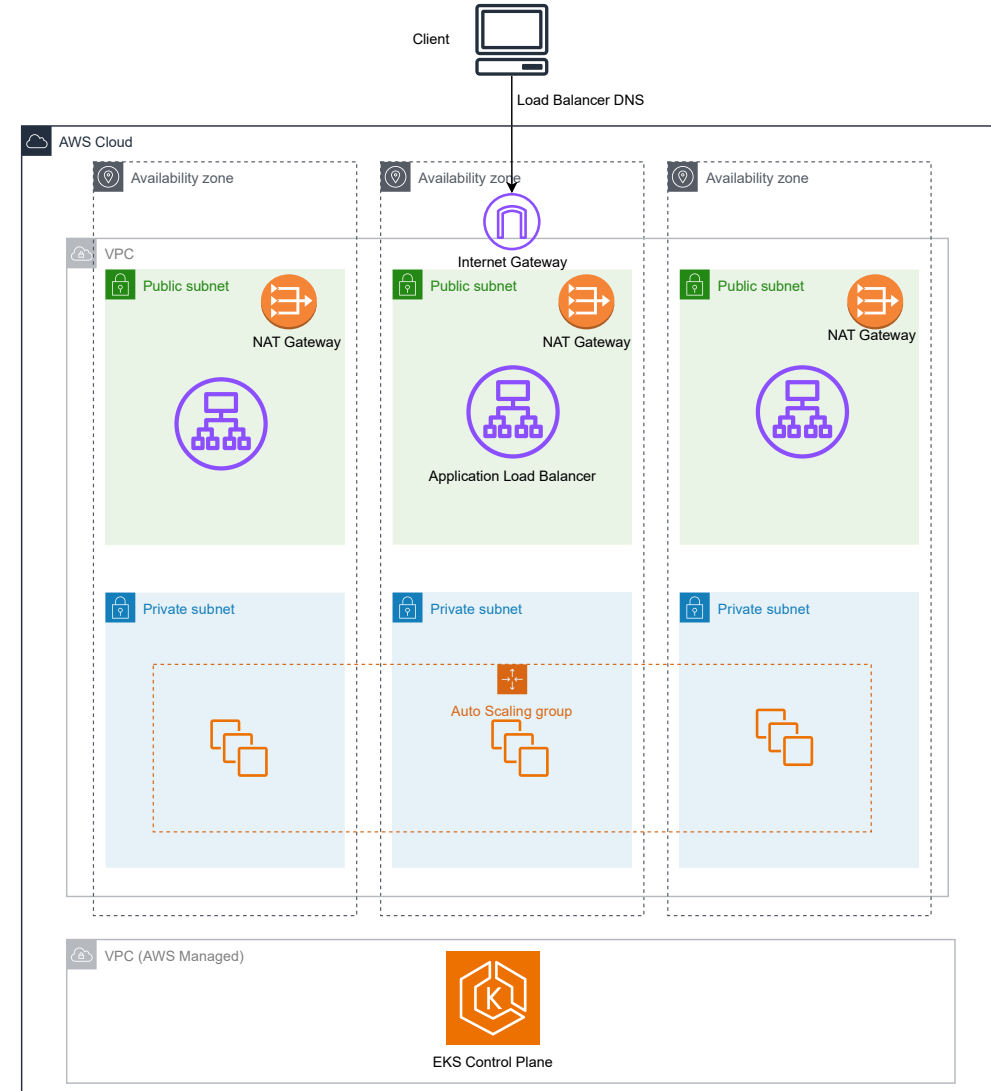 Client
Load Balancer DNS
AWS Cloud
Availability zone
Availability zone
Availability zone
VPC
Internet Gateway
Public subnet
Public subnet
Public subnet
NAT Gateway
NAT Gateway
NAT Gateway
Application Load Balancer
Private subnet
Private subnet
Private subnet
Auto Scaling group
VPC (AWS Managed)
K
EKS Control Plane